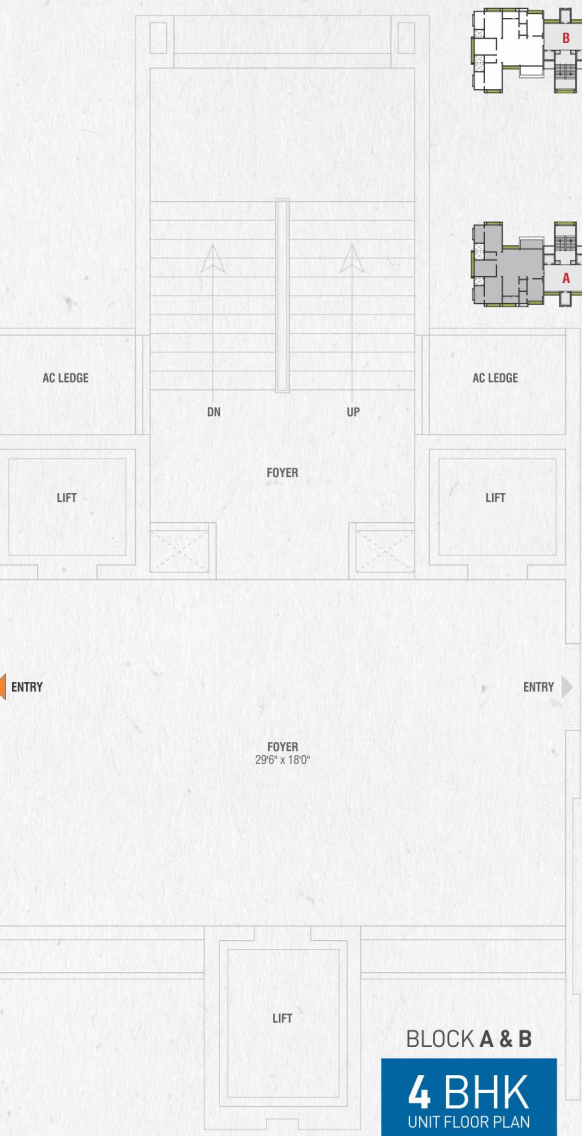 B
A
AC LEDGE
AC LEDGE
DN
UP
FOYER
LIFT
LIFT
ENTRY
ENTRY
FOYER
29'6" x 18'0"
LIFT
BLOCK A & B
4 BHK
UNIT FLOOR PLAN